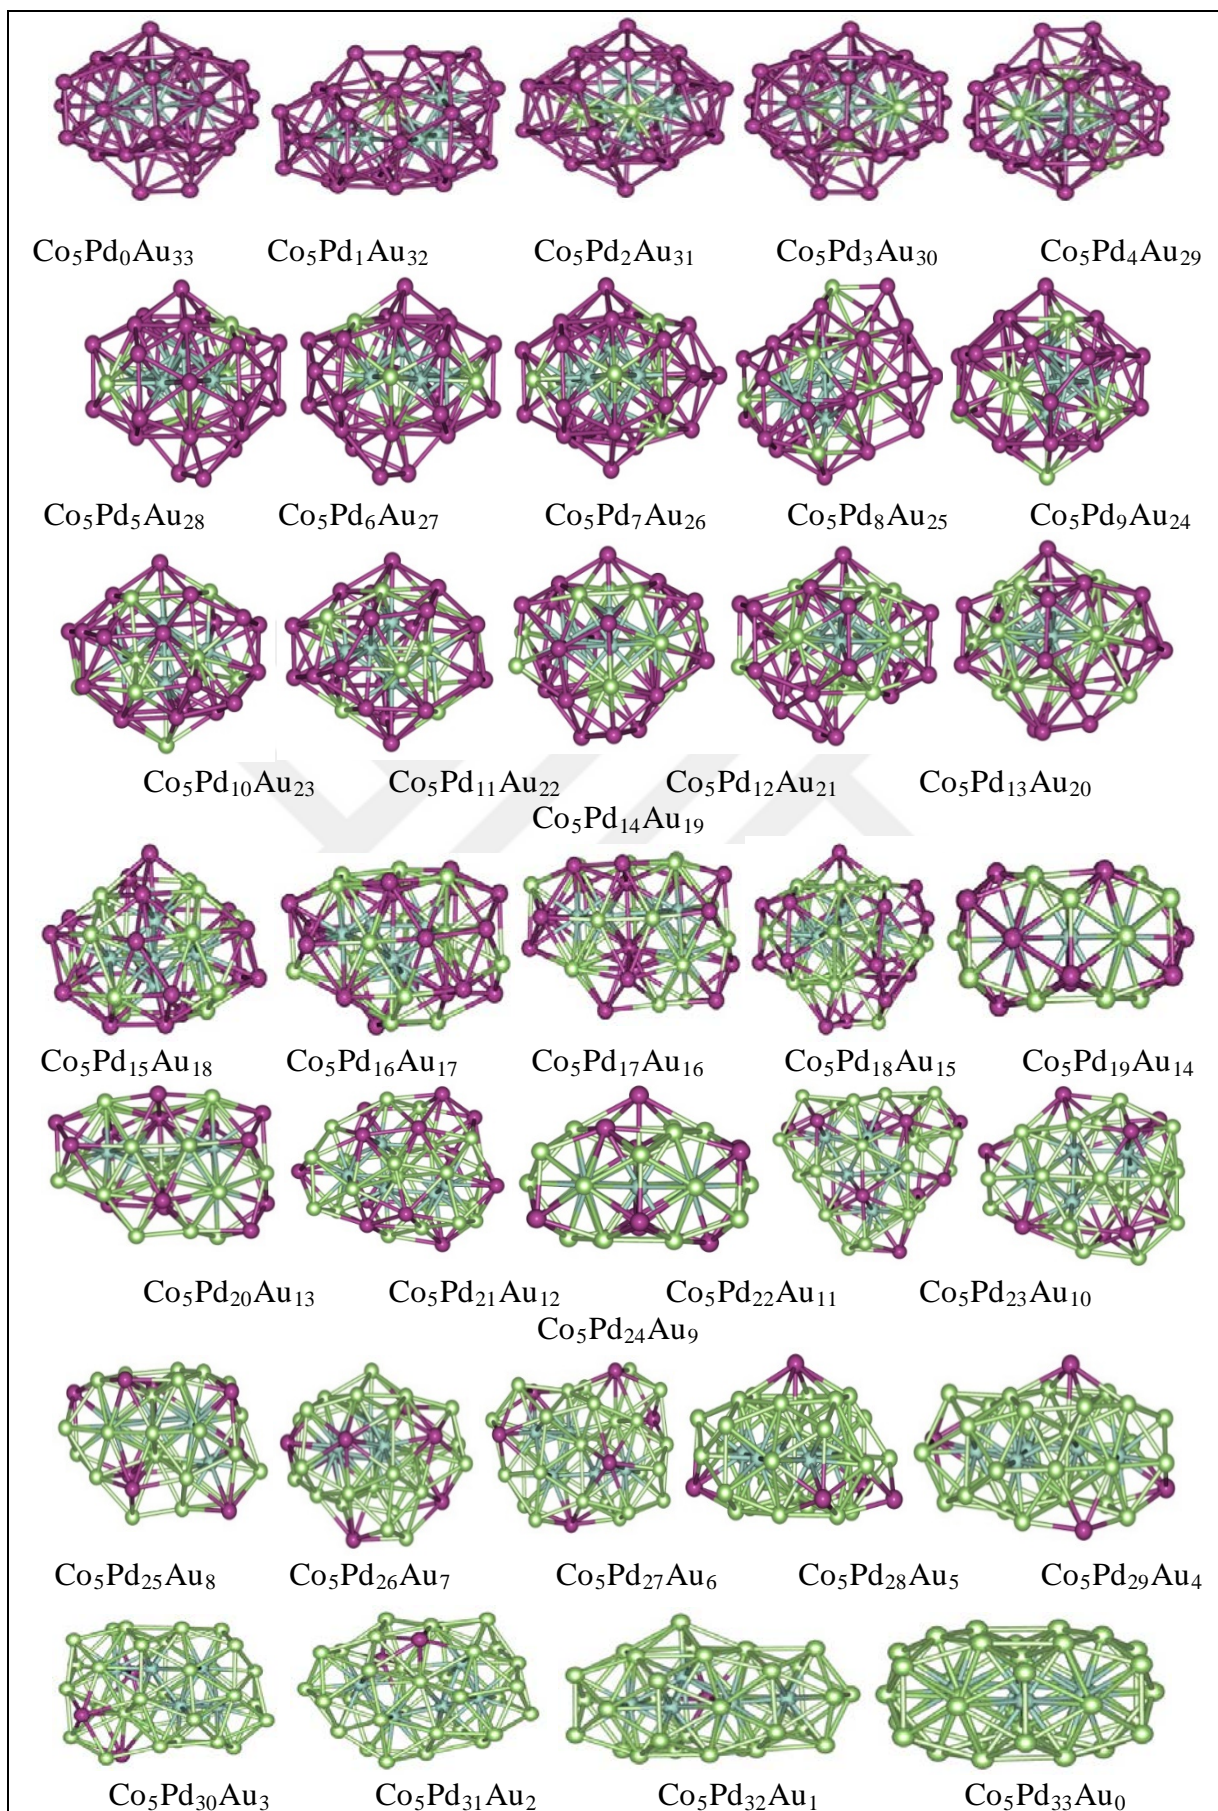 Co₅Pd₀Au₃₃ Co₅Pd₁Au₃₂ Co₅Pd₂Au₃₁ Co₅Pd₃Au₃₀ Co₅Pd₄Au₂₉
Co₅Pd₅Au₂₈ Co₅Pd₆Au₂₇ Co₅Pd₇Au₂₆ Co₅Pd₈Au₂₅ Co₅Pd₉Au₂₄
Co₅Pd₁₀Au₂₃ Co₅Pd₁₁Au₂₂ Co₅Pd₁₂Au₂₁ Co₅Pd₁₃Au₂₀
Co₅Pd₁₄Au₁₉
Co₅Pd₁₅Au₁₈ Co₅Pd₁₆Au₁₇ Co₅Pd₁₇Au₁₆ Co₅Pd₁₈Au₁₅ Co₅Pd₁₉Au₁₄
Co₅Pd₂₀Au₁₃ Co₅Pd₂₁Au₁₂ Co₅Pd₂₂Au₁₁ Co₅Pd₂₃Au₁₀
Co₅Pd₂₄Au₉
Co₅Pd₂₅Au₈ Co₅Pd₂₆Au₇ Co₅Pd₂₇Au₆ Co₅Pd₂₈Au₅ Co₅Pd₂₉Au₄
Co₅Pd₃₀Au₃ Co₅Pd₃₁Au₂ Co₅Pd₃₂Au₁ Co₅Pd₃₃Au₀